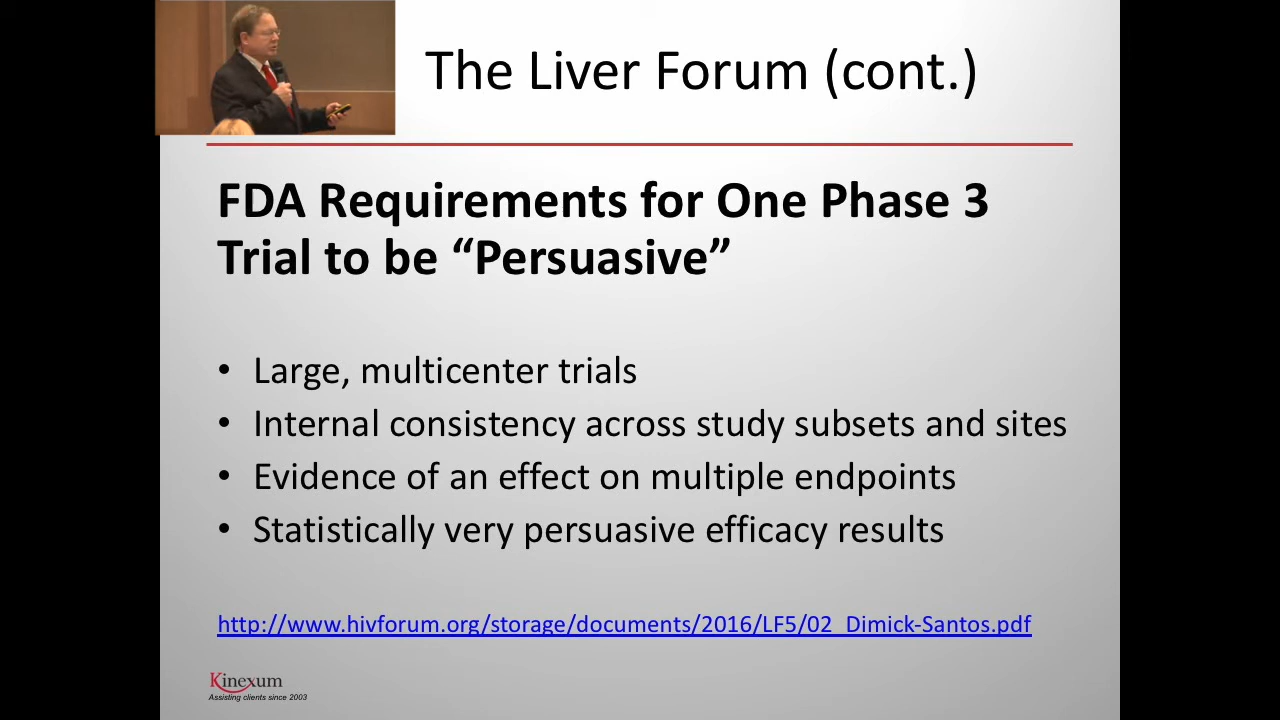 The Liver Forum (cont.)
FDA Requirements for One Phase 3
Trial to be “Persuasive”
• Large, multicenter trials
• Internal consistency across study subsets and sites
• Evidence of an effect on multiple endpoints
• Statistically very persuasive efficacy results
http://www.hivforum.org/storage/documents/2016/LF5/02_Dimick-Santos.pdf
Kinexum
Assisting clients since 2003